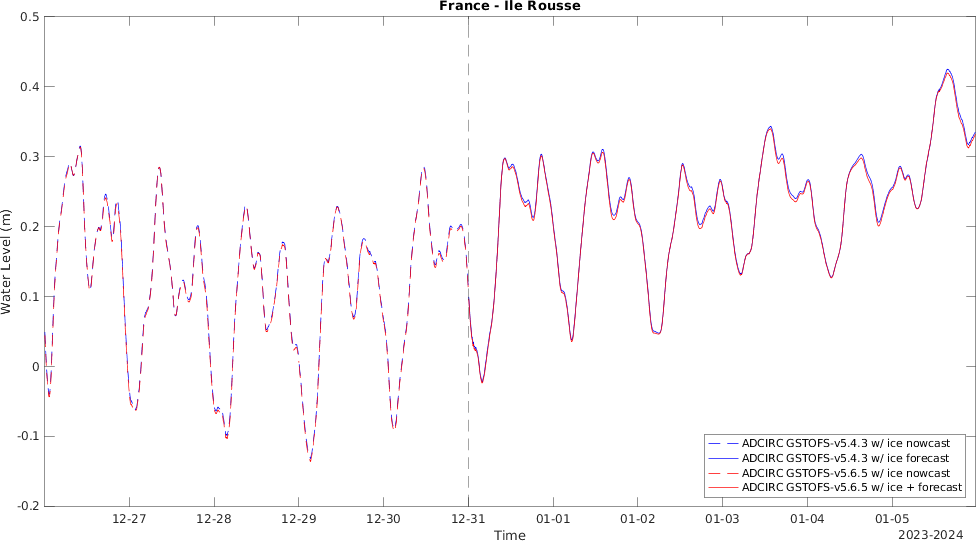 France - Ile Rousse
0.5
0.4
0.3
0.2
0.1
0
-0.1
-0.2
Water Level (m)
12-27 12-28 12-29 12-30 12-31 01-01 01-02 01-03 01-04 01-05
Time
2023-2024
ADCIRC GSTOFS-v5.4.3 w/ ice nowcast
ADCIRC GSTOFS-v5.4.3 w/ ice forecast
ADCIRC GSTOFS-v5.6.5 w/ ice nowcast
ADCIRC GSTOFS-v5.6.5 w/ ice + forecast